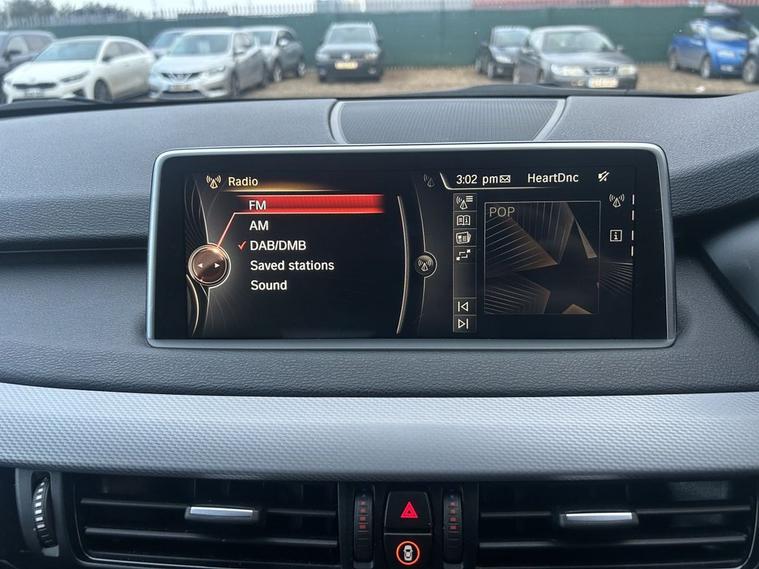 Radio
3:02 pm HeartDnc
FM
AM
DAB/DMB
Saved stations
Sound
POP